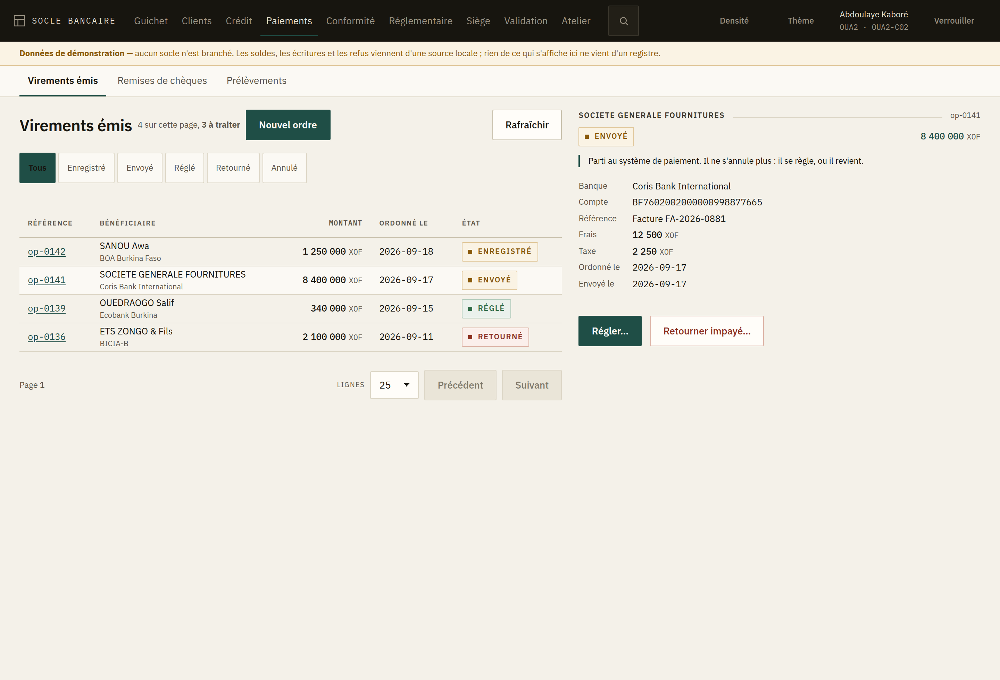 SOCLE BANCAIRE Guichet Clients Crédit Paiements Conformité Réglementaire Siège Validation Atelier Densité Thème Abdoulaye Kaboré Verrouiller
OUA2 · OUA2-C02
Données de démonstration — aucun socle n'est branché. Les soldes, les écritures et les refus viennent d'une source locale ; rien de ce qui s'affiche ici ne vient d'un registre.
Virements émis Remises de chèques Prélèvements
Virements émis 4 sur cette page, 3 à traiter Nouvel ordre Rafraîchir
Tous Enregistré Envoyé Réglé Retourné Annulé
RÉFÉRENCE BÉNÉFICIAIRE MONTANT ORDONNÉ LE ÉTAT
op-0142 SANOU Awa 1 250 000 XOF 2026-09-18 ENREGISTRÉ
BOA Burkina Faso
op-0141 SOCIETE GENERALE FOURNITURES 8 400 000 XOF 2026-09-17 ENVOYÉ
Coris Bank International
op-0139 OUEDRAOGO Salif 340 000 XOF 2026-09-15 RÉGLÉ
Ecobank Burkina
op-0136 ETS ZONGO & Fils 2 100 000 XOF 2026-09-11 RETOURNÉ
BICIA-B
Page 1 LIGNES 25 Précédent Suivant
SOCIETE GENERALE FOURNITURES op-0141
ENVOYÉ 8 400 000 XOF
Parti au système de paiement. Il ne s'annule plus : il se règle, ou il revient.
Banque Coris Bank International
Compte BF7602002000000998877665
Référence Facture FA-2026-0881
Frais 12 500 XOF
Taxe 2 250 XOF
Ordonné le 2026-09-17
Envoyé le 2026-09-17
Régler... Retourner impayé...